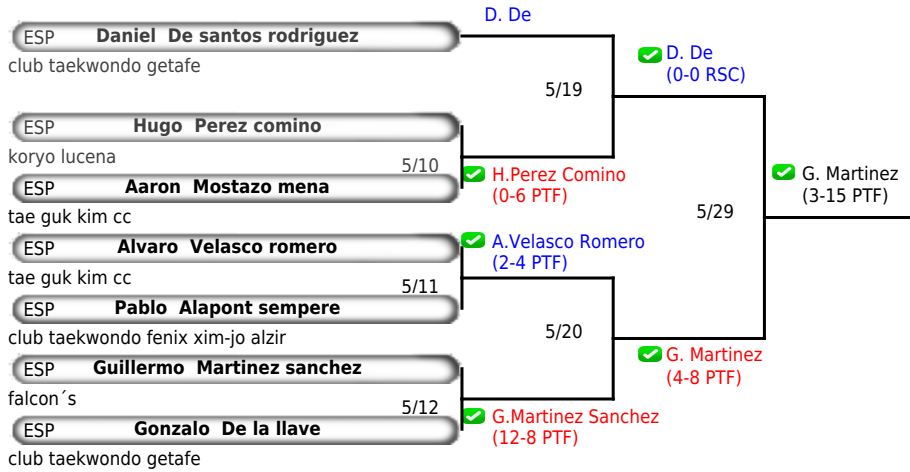 D. De
ESP Daniel De santos rodriguez
club taekwondo getafe
D. De
(0-0 RSC)
5/19
ESP Hugo Perez comino
koryo lucena
5/10
H.Perez Comino
(0-6 PTF)
ESP Aaron Mostazo mena
tae guk kim cc
G. Martinez
(3-15 PTF)
5/29
ESP Alvaro Velasco romero
tae guk kim cc
A.Velasco Romero
(2-4 PTF)
5/11
ESP Pablo Alapont sempere
club taekwondo fenix xim-jo alzir
5/20
G. Martinez
(4-8 PTF)
ESP Guillermo Martinez sanchez
falcon´s
5/12
G.Martinez Sanchez
(12-8 PTF)
ESP Gonzalo De la llave
club taekwondo getafe